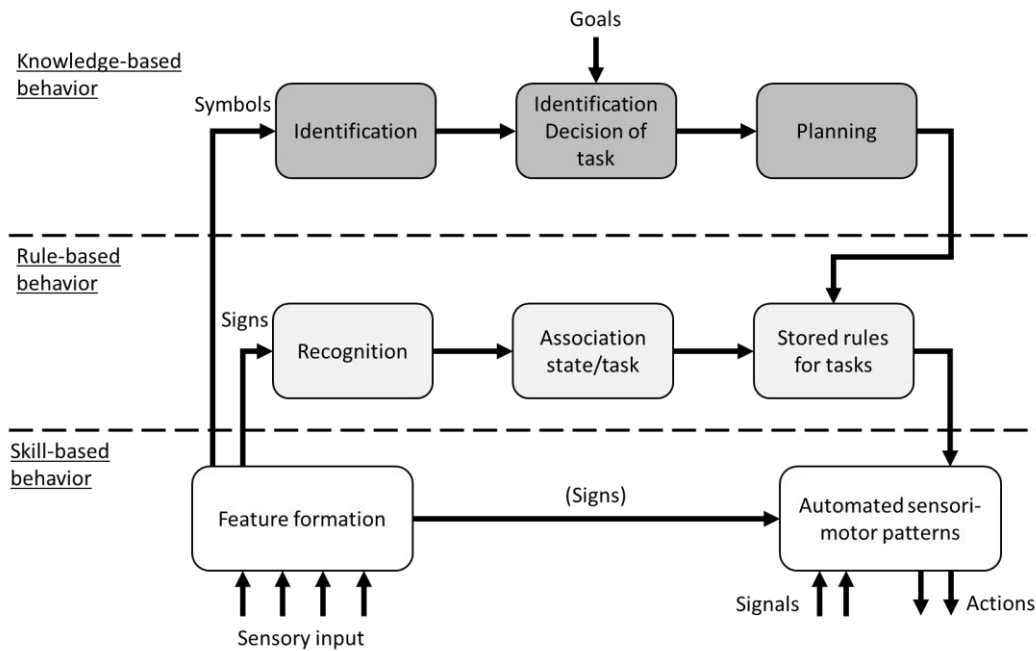 Goals
Knowledge-based
behavior
Symbols
Identification
Identification
Decision of
task
Planning
Rule-based
behavior
Signs
Recognition
Association
state/task
Stored rules
for tasks
Skill-based
behavior
Feature formation
(Signs)
Automated sensori-
motor patterns
Sensory input
Signals
Actions